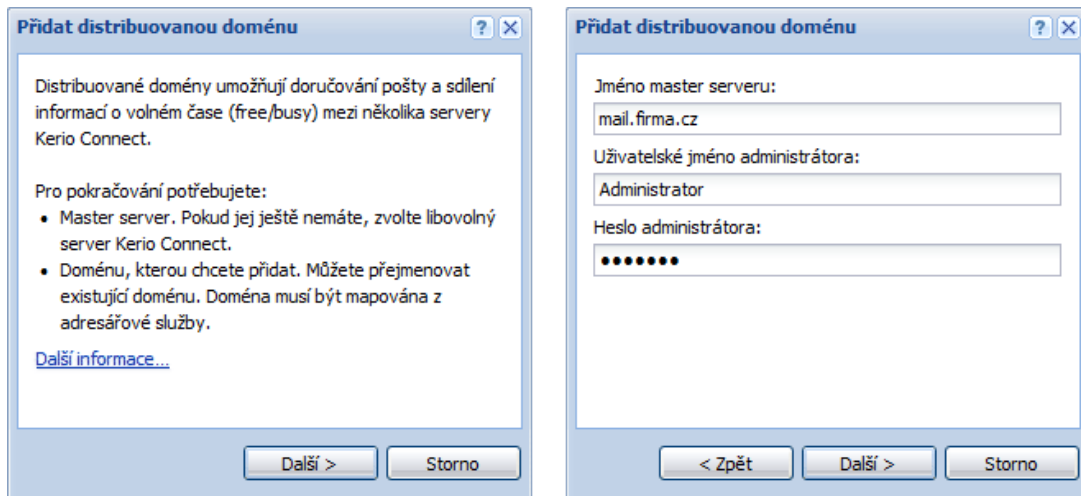 Přidat distribuovanou doménu
Distribuované domény umožňují doručování pošty a sdílení
informací o volném čase (free/busy) mezi několika servery
Kerio Connect.
Pro pokračování potřebujete:
• Master server. Pokud jej ještě nemáte, zvolte libovolný
server Kerio Connect.
• Doménu, kterou chcete přidat. Můžete přejmenovat
existující doménu. Doména musí být mapována z
adresářové služby.
Další informace...
Další >
Storno
Přidat distribuovanou doménu
Jméno master serveru:
mail.firma.cz
Uživatelské jméno administrátora:
Administrator
Heslo administrátora:
•••••••
< Zpět
Další >
Storno